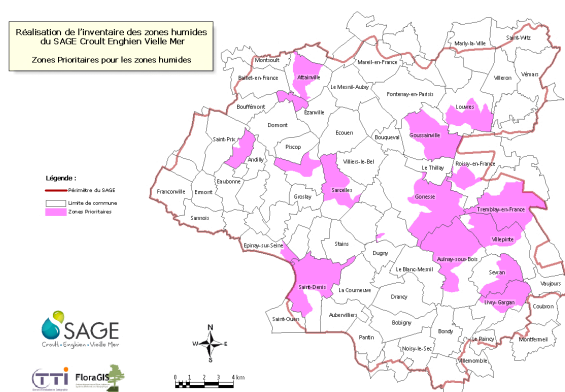 Réalisation de l'inventaire des zones humides
du SAGE Croult Enghien Vielle Mer
Zones Prioritaires pour les zones humides
Marly-la-Ville
Saint-Witz
Montsoult
Mareil-en-France
Attainville
Baillet-en-France
Villeron
Vémars
Le Mesnil-Aubry
Fontenay-en-Parisis
Bouffémont
Ezanville
Louvres
Domont
Ecouen
Bouqueval
Goussainville
Saint-Prix
Piscop
Andilly
Villiers-le-Bel
Le Thillay
Roissy-en-France
Légende :
Périmètre du SAGE
Limite de commune
Zones Prioritaires
Eaubonne
Franconville
Ermont
Groslay
Sarcelles
Gonesse
Tremblay-en-France
Sannois
Epinay-sur-Seine
Stains
Dugny
Villepinte
Aulnay-sous-Bois
Le Blanc-Mesnil
Sevran
Vaujours
Saint-Denis
La Courneuve
Drancy
Livry-Gargan
Coubron
Saint-Ouen
Aubervilliers
Bobigny
Pantin
Bondy
Le Raincy
Montfermeil
Noisy-le-Sec
Villemomble
SAGE
Croult-Enghien-Vieille Mer
N
W
E
S
TTI
FloraGIS
0
1
2
4 km